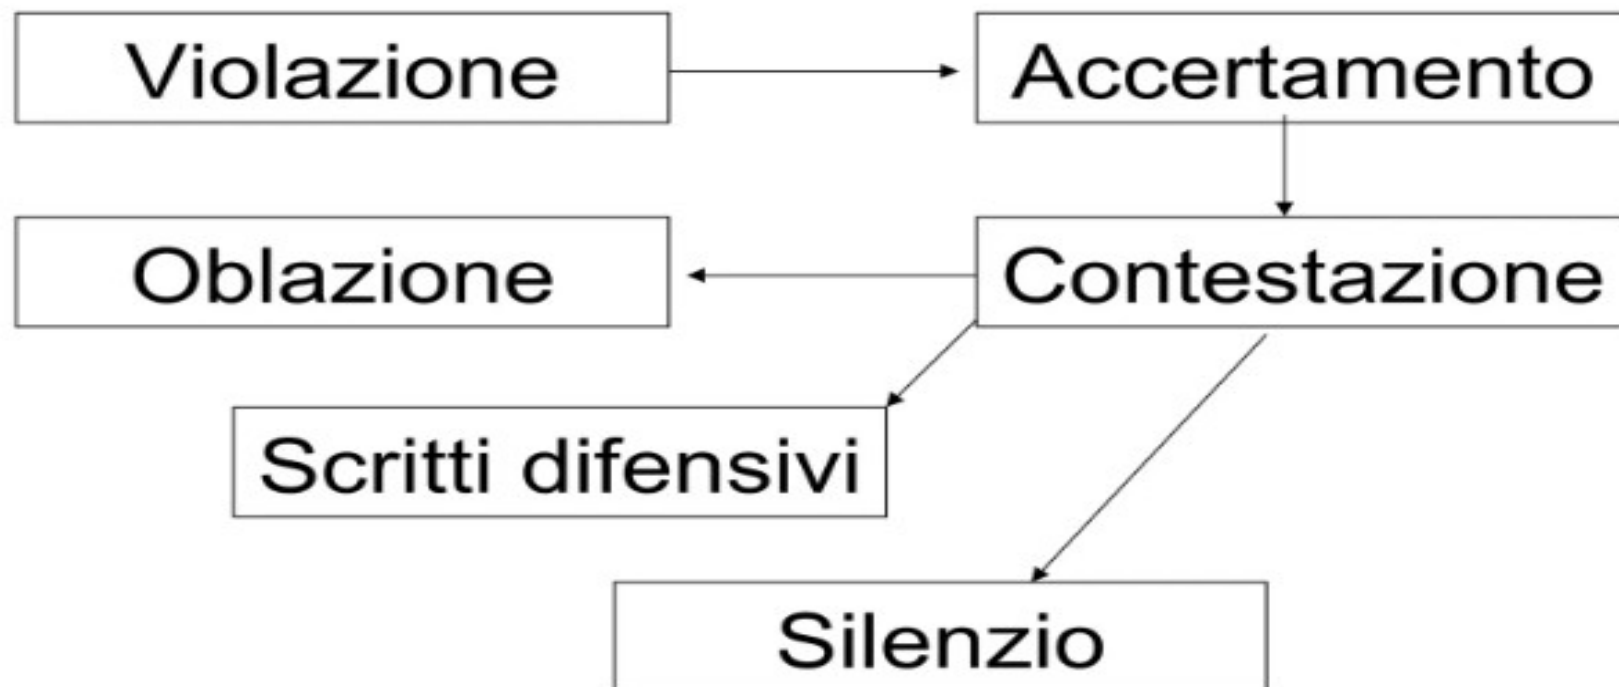 Violazione
Accertamento
Oblazione
Contestazione
Scritti difensivi
Silenzio